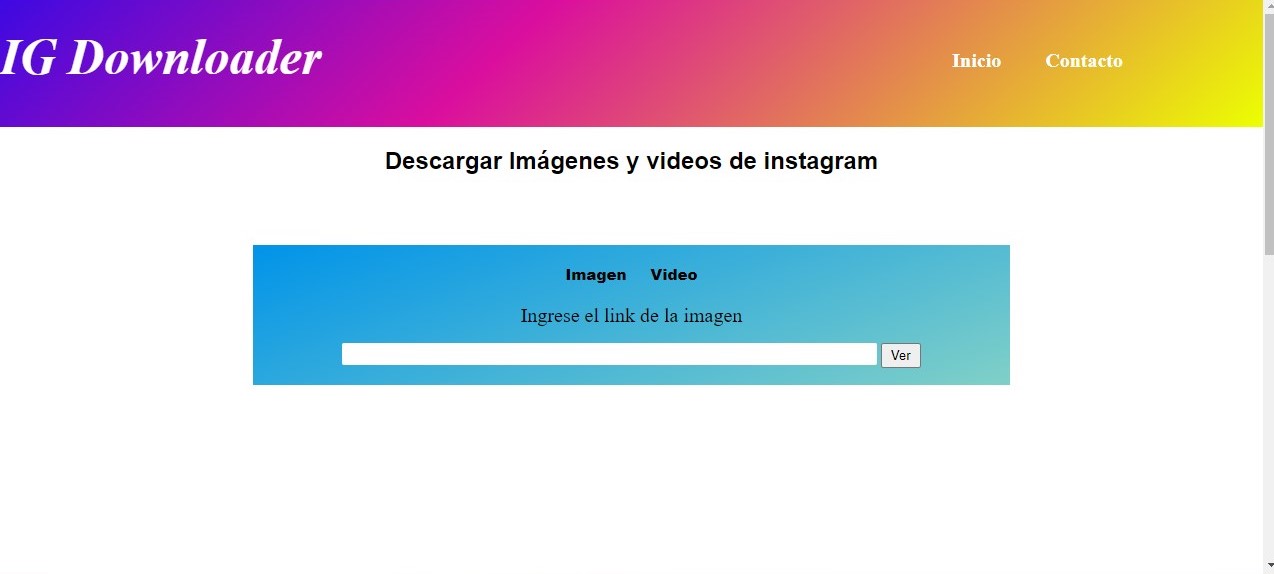 IG Downloader
Inicio Contacto
Descargar Imágenes y videos de instagram
Imagen Video
Ingrese el link de la imagen
Ver